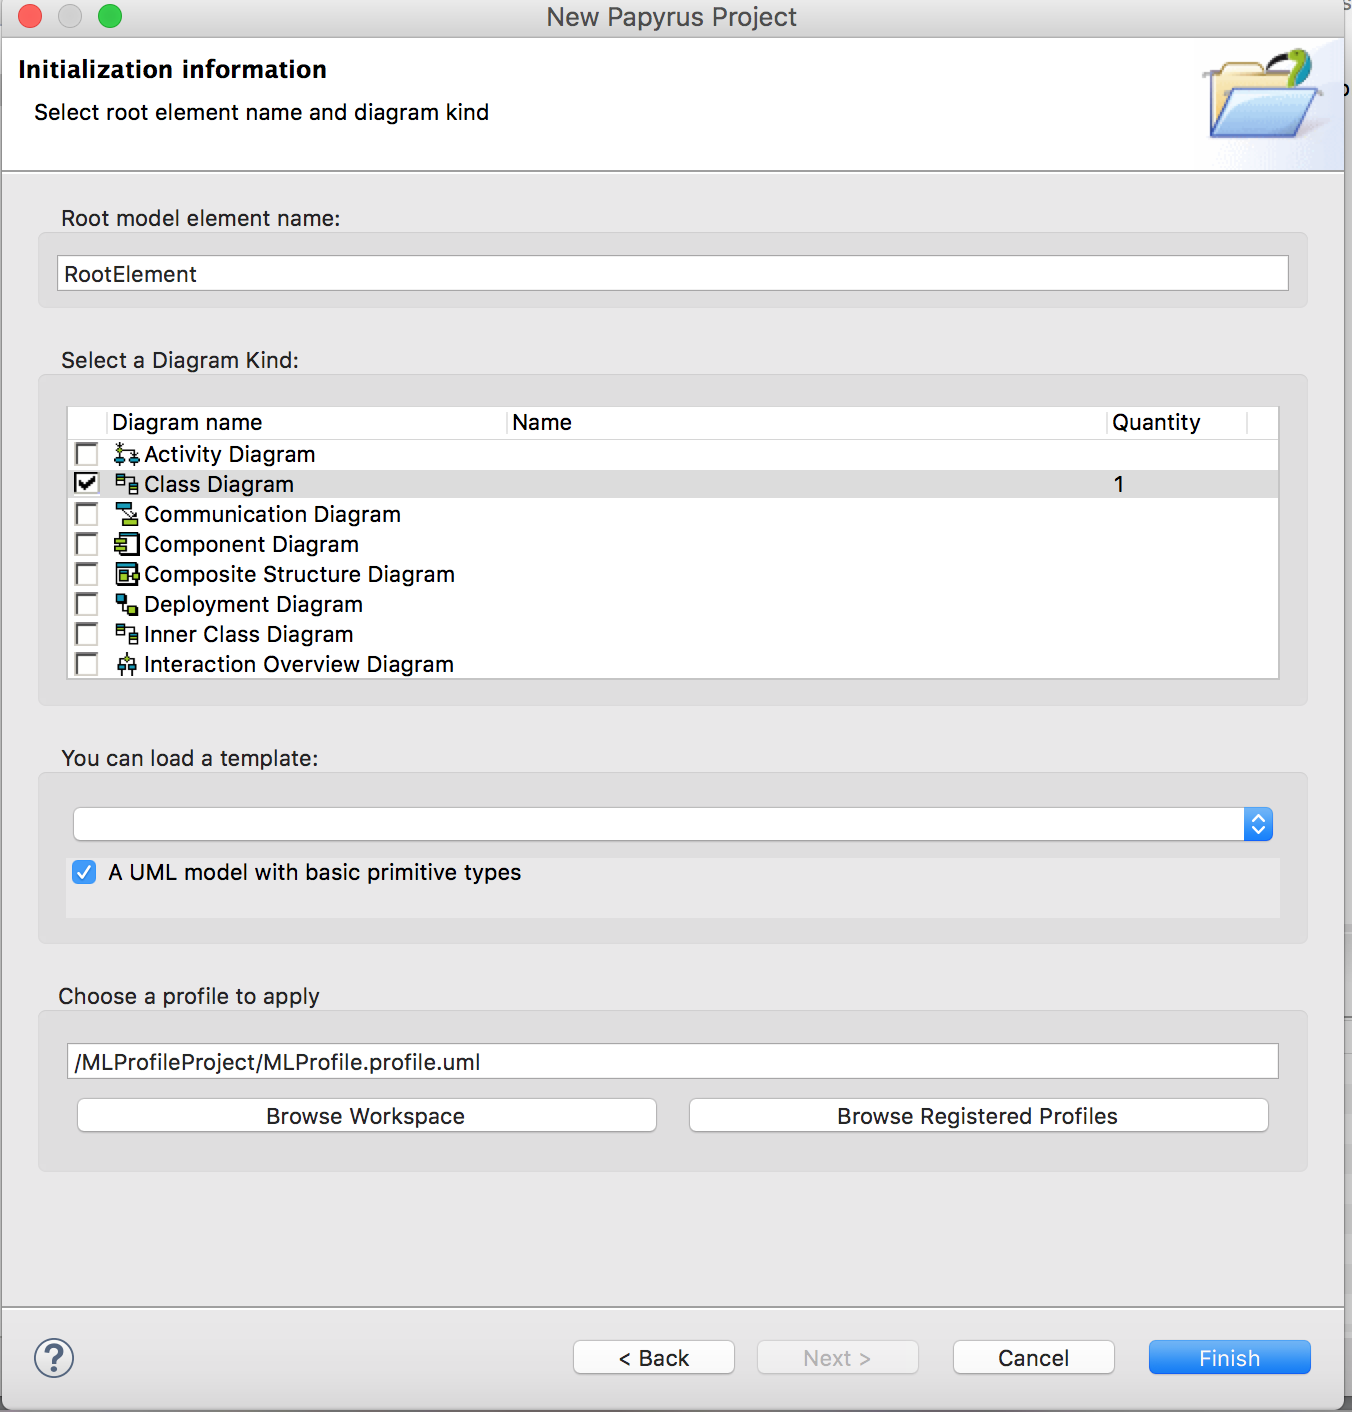 New Papyrus Project
Initialization information
Select root element name and diagram kind
Root model element name:
RootElement
Select a Diagram Kind:
Diagram name Name Quantity
Activity Diagram
Class Diagram 1
Communication Diagram
Component Diagram
Composite Structure Diagram
Deployment Diagram
Inner Class Diagram
Interaction Overview Diagram
You can load a template:
A UML model with basic primitive types
Choose a profile to apply
/MLProfileProject/MLProfile.profile.uml
Browse Workspace Browse Registered Profiles
? < Back Next > Cancel Finish